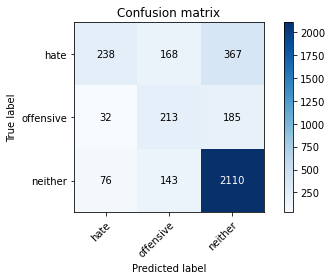 Confusion matrix
True label
hate
238
168
367
offensive
32
213
185
neither
76
143
2110
hate
offensive
neither
Predicted label
2000
1750
1500
1250
1000
750
500
250